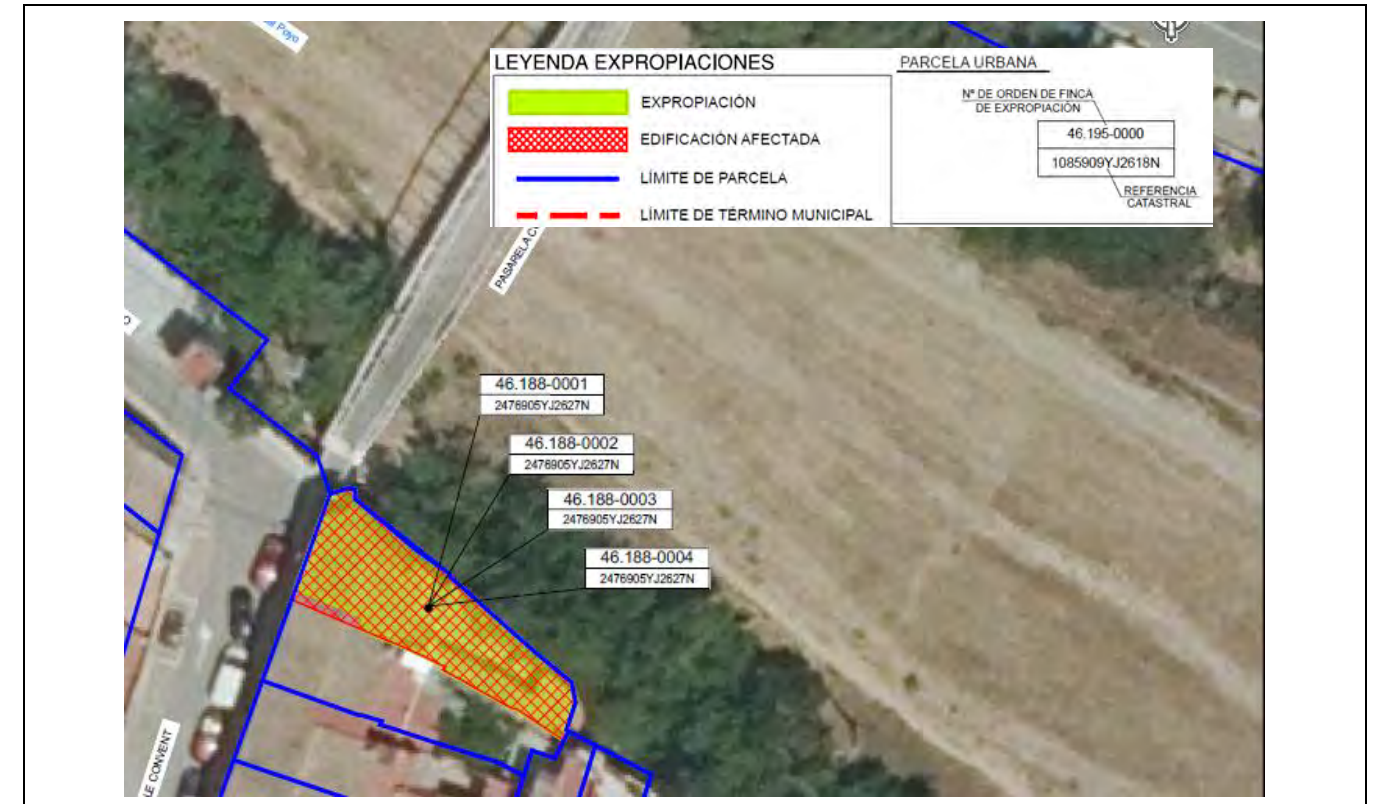 Poyo
LEYENDA EXPROPIACIONES
EXPROPIACIÓN
EDIFICACIÓN AFECTADA
LÍMITE DE PARCELA
LÍMITE DE TÉRMINO MUNICIPAL
PARCELA URBANA
Nº DE ORDEN DE FINCA
DE EXPROPIACIÓN
46.195-0000
1085909YJ2618N
REFERENCIA
CATASTRAL
PASARELA
46.188-0001
2476905YJ2627N
46.188-0002
2476905YJ2627N
46.188-0003
2476905YJ2627N
46.188-0004
2476905YJ2627N
LE CONVENT